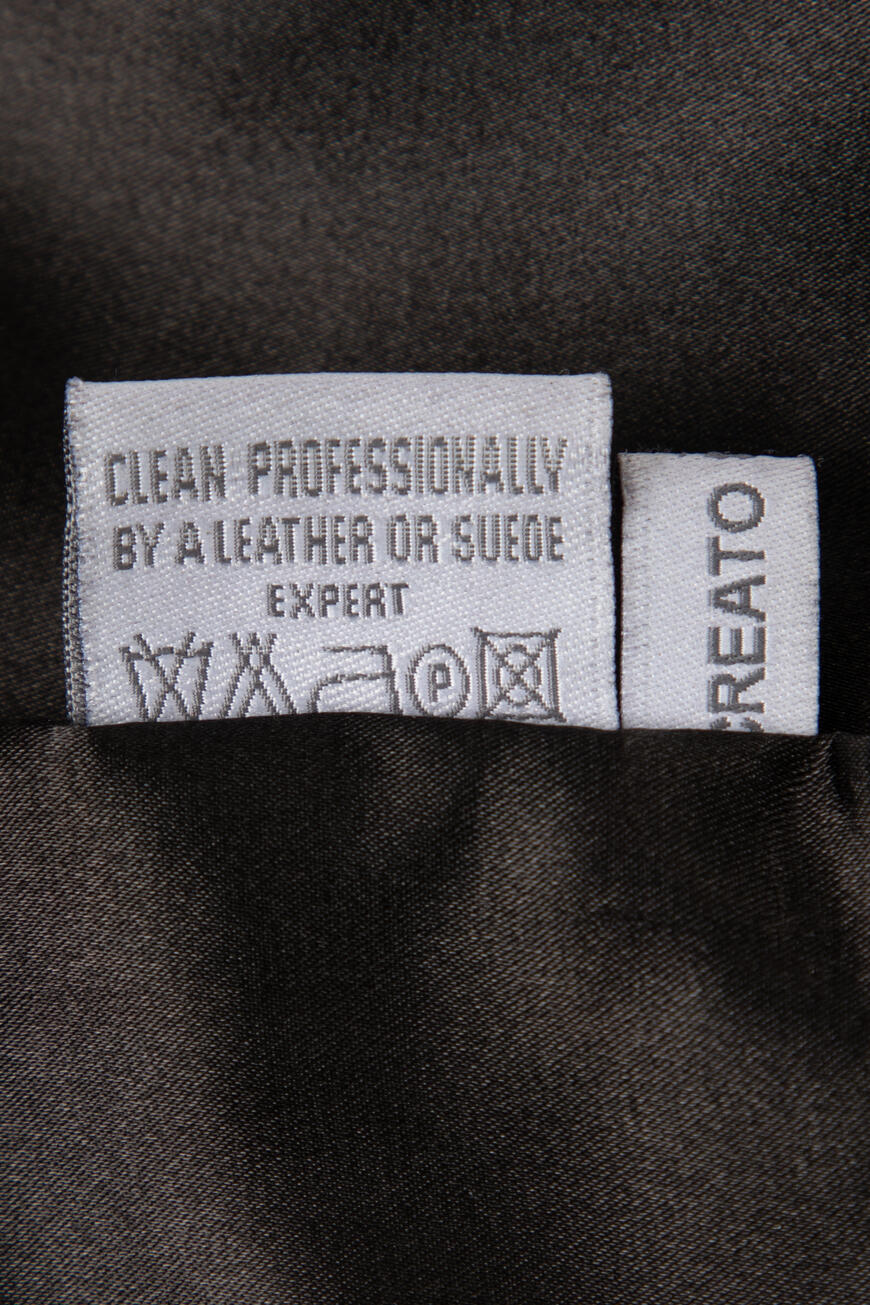 CLEAN PROFESSIONALLY
BY A LEATHER OR SUEDE
EXPERT
P
CREATO